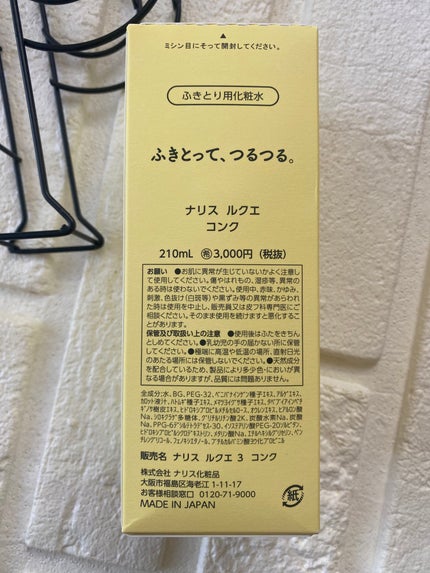 ▲
ミシン目にそって開封してください。
ふきとり用化粧水
ふきとって、つるつる。
ナリス ルクエ
コンク
210mL ㊒3,000円（税抜）
お願い ●お肌に異常が生じていないかよく注意し
て使用してください。傷やはれもの、湿疹等、異常の
ある時は使わないでください。使用中、赤味、かゆみ、
刺激、色抜け（白斑等）や黒ずみ等の異常があらわれ
た時は使用を中止し、販売員又は皮フ科専門医にご
相談ください。そのまま使用を続けますと悪化するこ
とがあります。
保管及び取扱い上の注意 ●使用後はふたをきちん
としめてください。●乳幼児の手の届かない所に保管
してください。●極端に高温や低温の場所、直射日光
のあたる場所には保管しないでください。●天然成分
を配合しているため、製品により多少色・においが異
なる場合がありますが、品質には問題ありません。
全成分:水、BG、PEG-32、
販売名 ナリス ルクエ 3 コンク
株式会社 ナリス化粧品
大阪市福島区海老江 1-11-17
お客様相談窓口 0120-71-9000
MADE IN JAPAN
紙